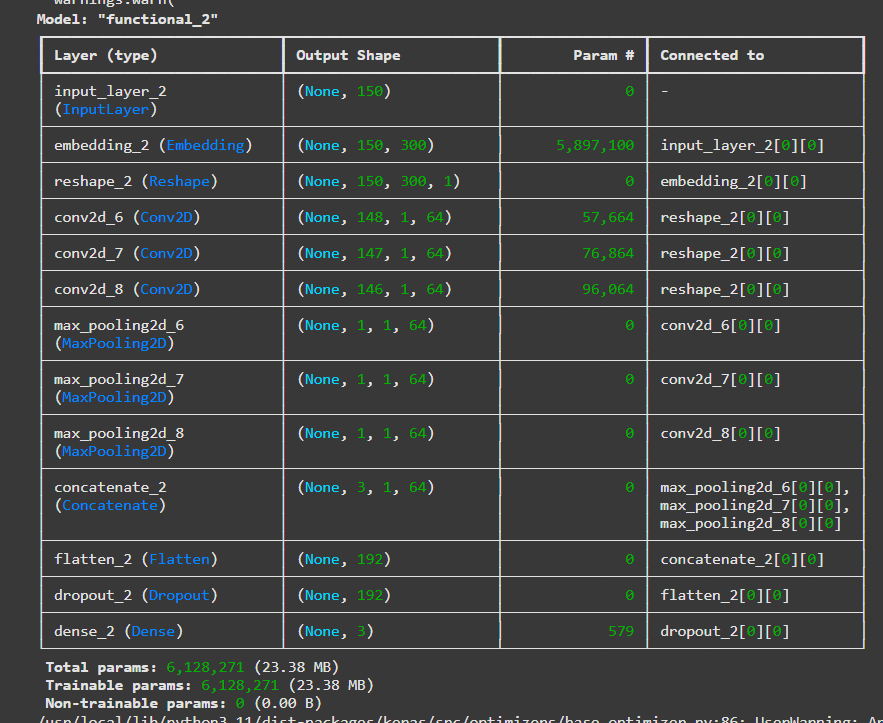 warnings.warn(
Model: "functional_2"
Layer (type) Output Shape Param # Connected to
input_layer_2 (None, 150) 0 -
(InputLayer)
embedding_2 (Embedding) (None, 150, 300) 5,897,100 input_layer_2[0][0]
reshape_2 (Reshape) (None, 150, 300, 1) 0 embedding_2[0][0]
conv2d_6 (Conv2D) (None, 148, 1, 64) 57,664 reshape_2[0][0]
conv2d_7 (Conv2D) (None, 147, 1, 64) 76,864 reshape_2[0][0]
conv2d_8 (Conv2D) (None, 146, 1, 64) 96,064 reshape_2[0][0]
max_pooling2d_6 (None, 1, 1, 64) 0 conv2d_6[0][0]
(MaxPooling2D)
max_pooling2d_7 (None, 1, 1, 64) 0 conv2d_7[0][0]
(MaxPooling2D)
max_pooling2d_8 (None, 1, 1, 64) 0 conv2d_8[0][0]
(MaxPooling2D)
concatenate_2 (None, 3, 1, 64) 0 max_pooling2d_6[0][0],
(Concatenate) max_pooling2d_7[0][0],
max_pooling2d_8[0][0]
flatten_2 (Flatten) (None, 192) 0 concatenate_2[0][0]
dropout_2 (Dropout) (None, 192) 0 flatten_2[0][0]
dense_2 (Dense) (None, 3) 579 dropout_2[0][0]
Total params: 6,128,271 (23.38 MB)
Trainable params: 6,128,271 (23.38 MB)
Non-trainable params: 0 (0.00 B)
/usr/local/lib/python3.11/dist-packages/keras/src/optimizers/base_optimizer.py:86: UserWarning: